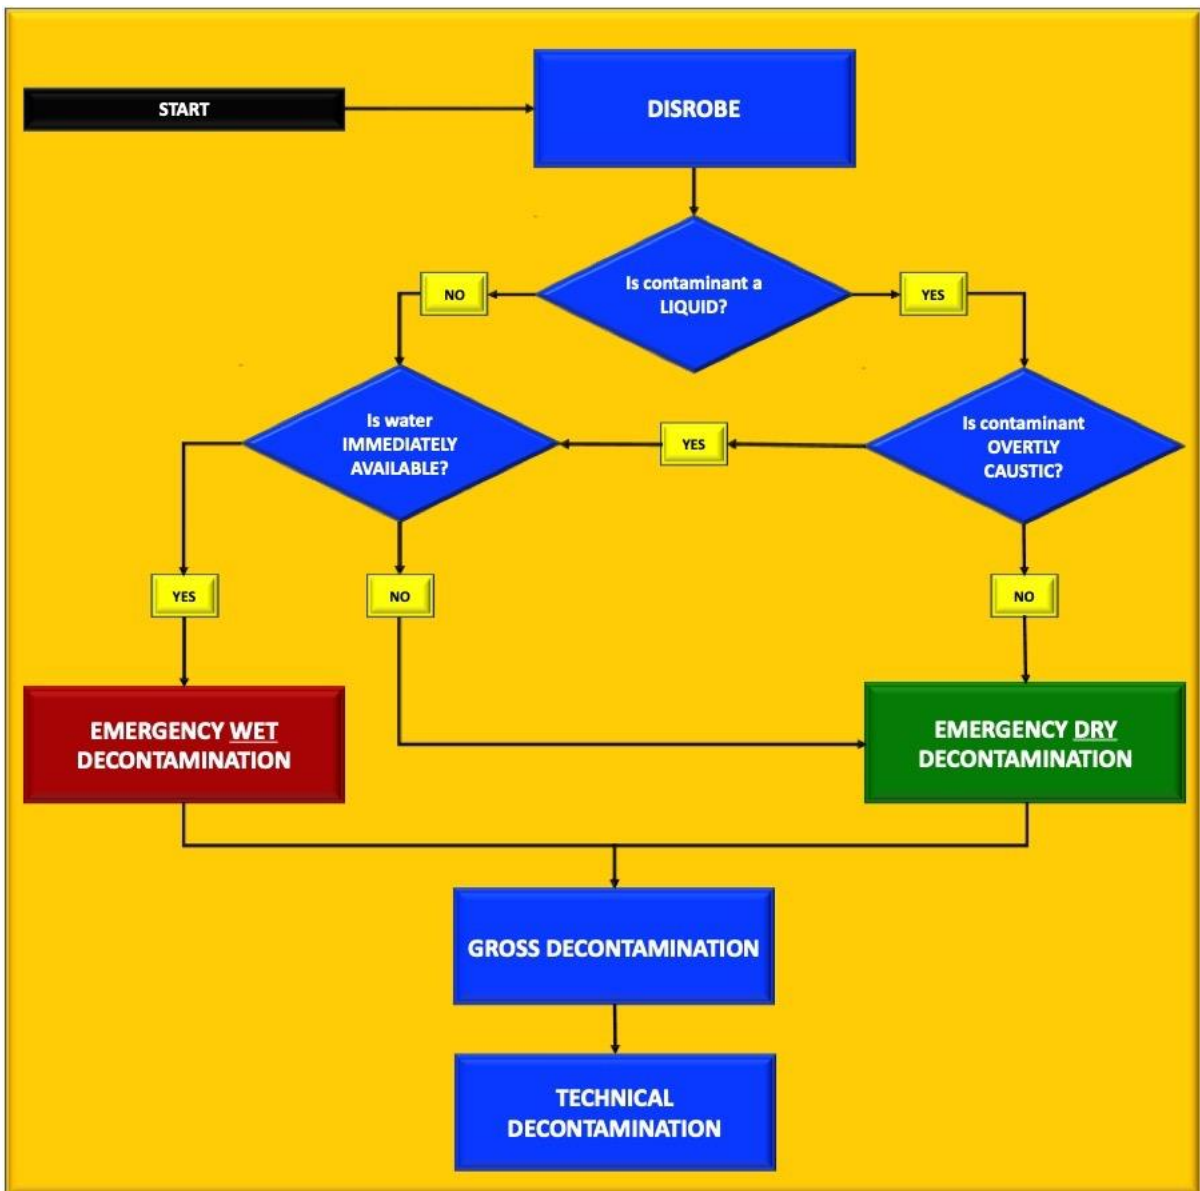 START
DISROBE
Is contaminant a
LIQUID?
NO
YES
Is water
IMMEDIATELY
AVAILABLE?
YES
Is contaminant
OVERTLY
CAUSTIC?
YES
NO
NO
EMERGENCY WET
DECONTAMINATION
EMERGENCY DRY
DECONTAMINATION
GROSS DECONTAMINATION
TECHNICAL
DECONTAMINATION